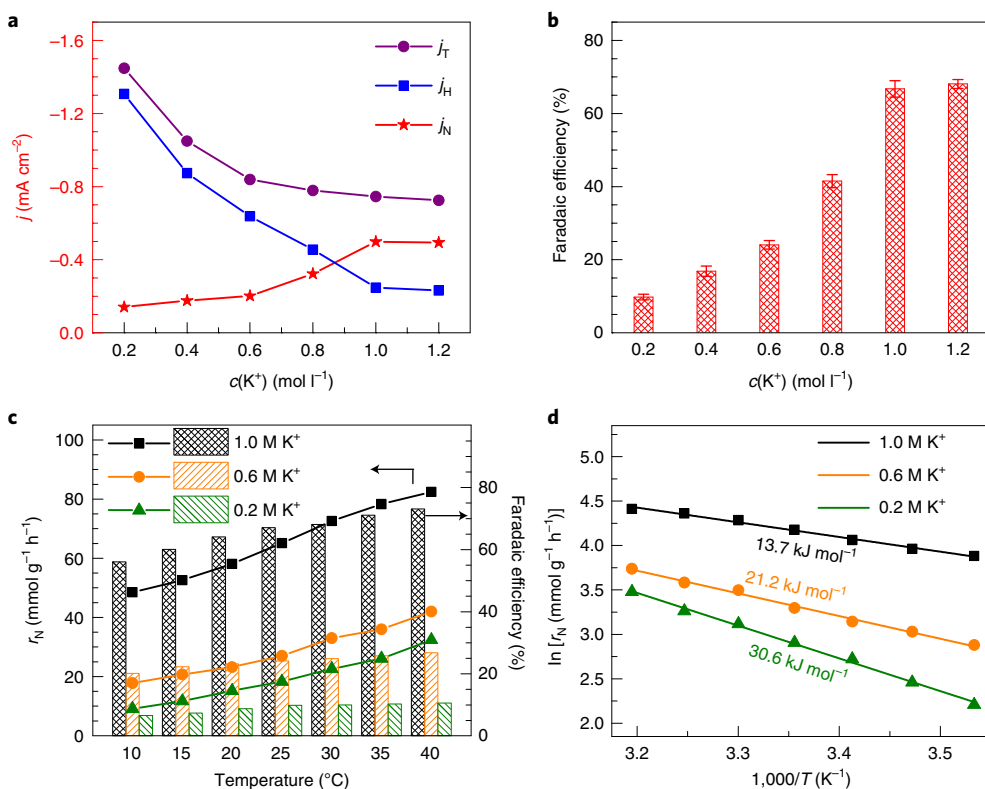 a
−1.6
−1.2
−0.8
−0.4
0.0
j (mA cm⁻²)
j_T
j_H
j_N
0.2 0.4 0.6 0.8 1.0 1.2
c(K⁺) (mol l⁻¹)
b
80
60
40
20
0
Faradaic efficiency (%)
0.2 0.4 0.6 0.8 1.0 1.2
c(K⁺) (mol l⁻¹)
c
100
80
60
40
20
0
r_N (mmol g⁻¹ h⁻¹)
1.0 M K⁺
0.6 M K⁺
0.2 M K⁺
80
60
40
20
0
Faradaic efficiency
(%)
10 15 20 25 30 35 40
Temperature (°C)
d
5.0
4.5
4.0
3.5
3.0
2.5
2.0
ln [r_N (mmol g⁻¹ h⁻¹)]
1.0 M K⁺
0.6 M K⁺
0.2 M K⁺
13.7 kJ mol⁻¹
21.2 kJ mol⁻¹
30.6 kJ mol⁻¹
3.2 3.3 3.4 3.5
1,000/T (K⁻¹)